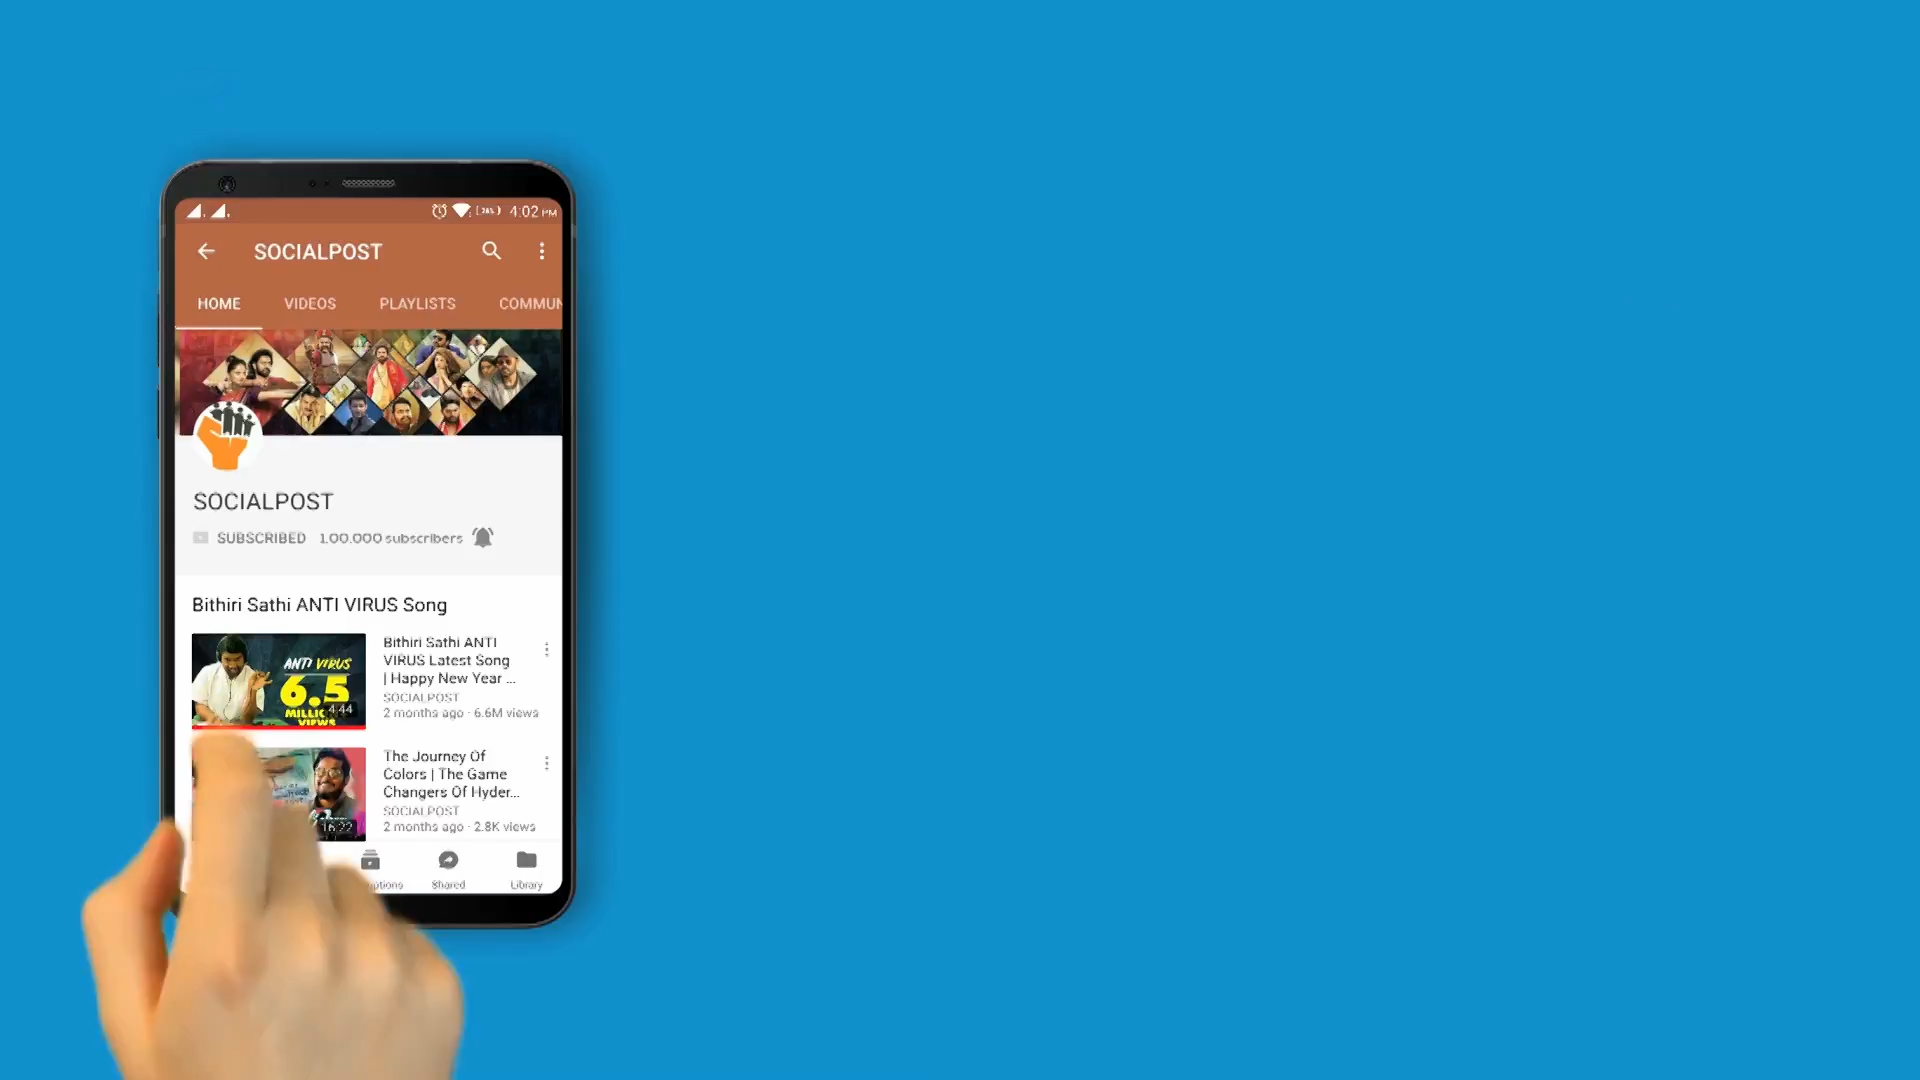 4:02 PM
SOCIALPOST
HOME VIDEOS PLAYLISTS COMMUN
SOCIALPOST
SUBSCRIBED 1,00,000 subscribers
Bithiri Sathi ANTI VIRUS Song
ANTI VIRUS
6.5
4:44
VIEWS
Bithiri Sathi ANTI
VIRUS Latest Song
| Happy New Year ...
SOCIALPOST
2 months ago · 6.6M views
16:22
The Journey Of
Colors | The Game
Changers Of Hyder...
SOCIALPOST
2 months ago · 2.8K views
Shared Library